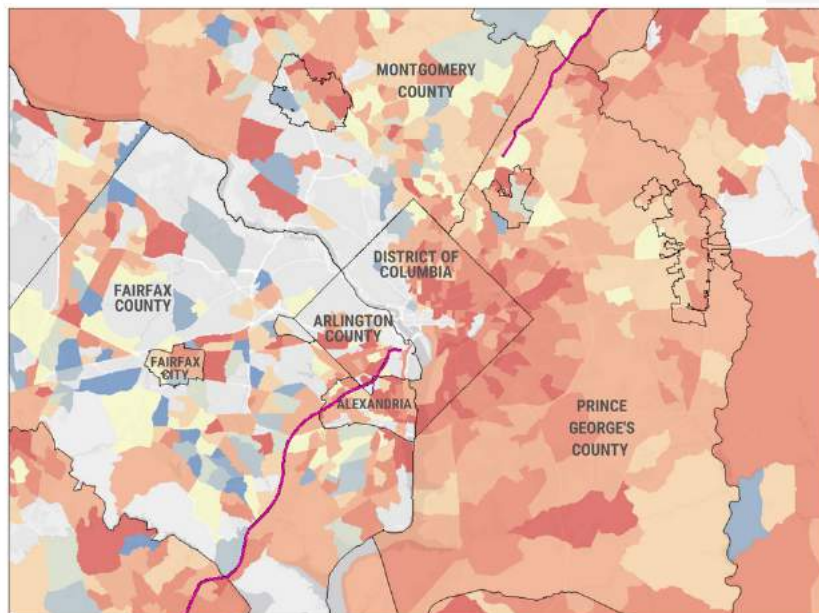 MONTGOMERY
COUNTY
DISTRICT OF
COLUMBIA
FAIRFAX
COUNTY
ARLINGTON
COUNTY
FAIRFAX
CITY
ALEXANDRIA
PRINCE
GEORGE'S
COUNTY